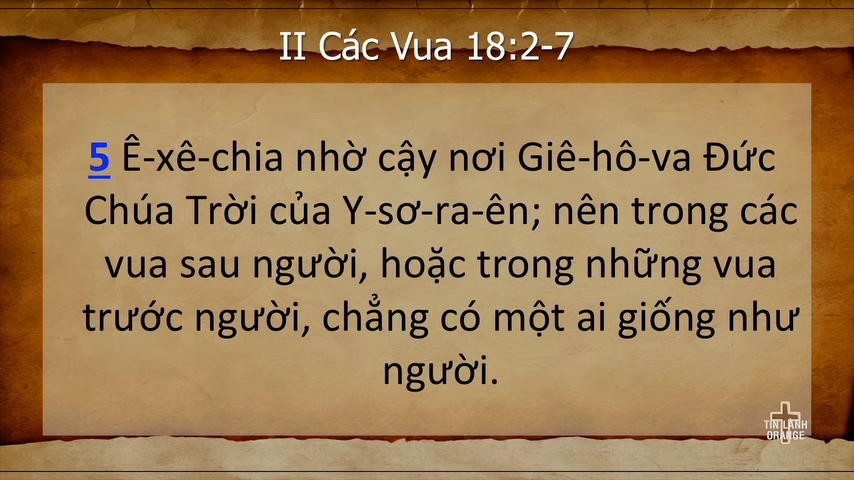 II Các Vua 18:2-7
5 Ê-xê-chia nhờ cậy nơi Giê-hô-va Đức
Chúa Trời của Y-sơ-ra-ên; nên trong các
vua sau người, hoặc trong những vua
trước người, chẳng có một ai giống như
người.
TIN LANH
ORANGE